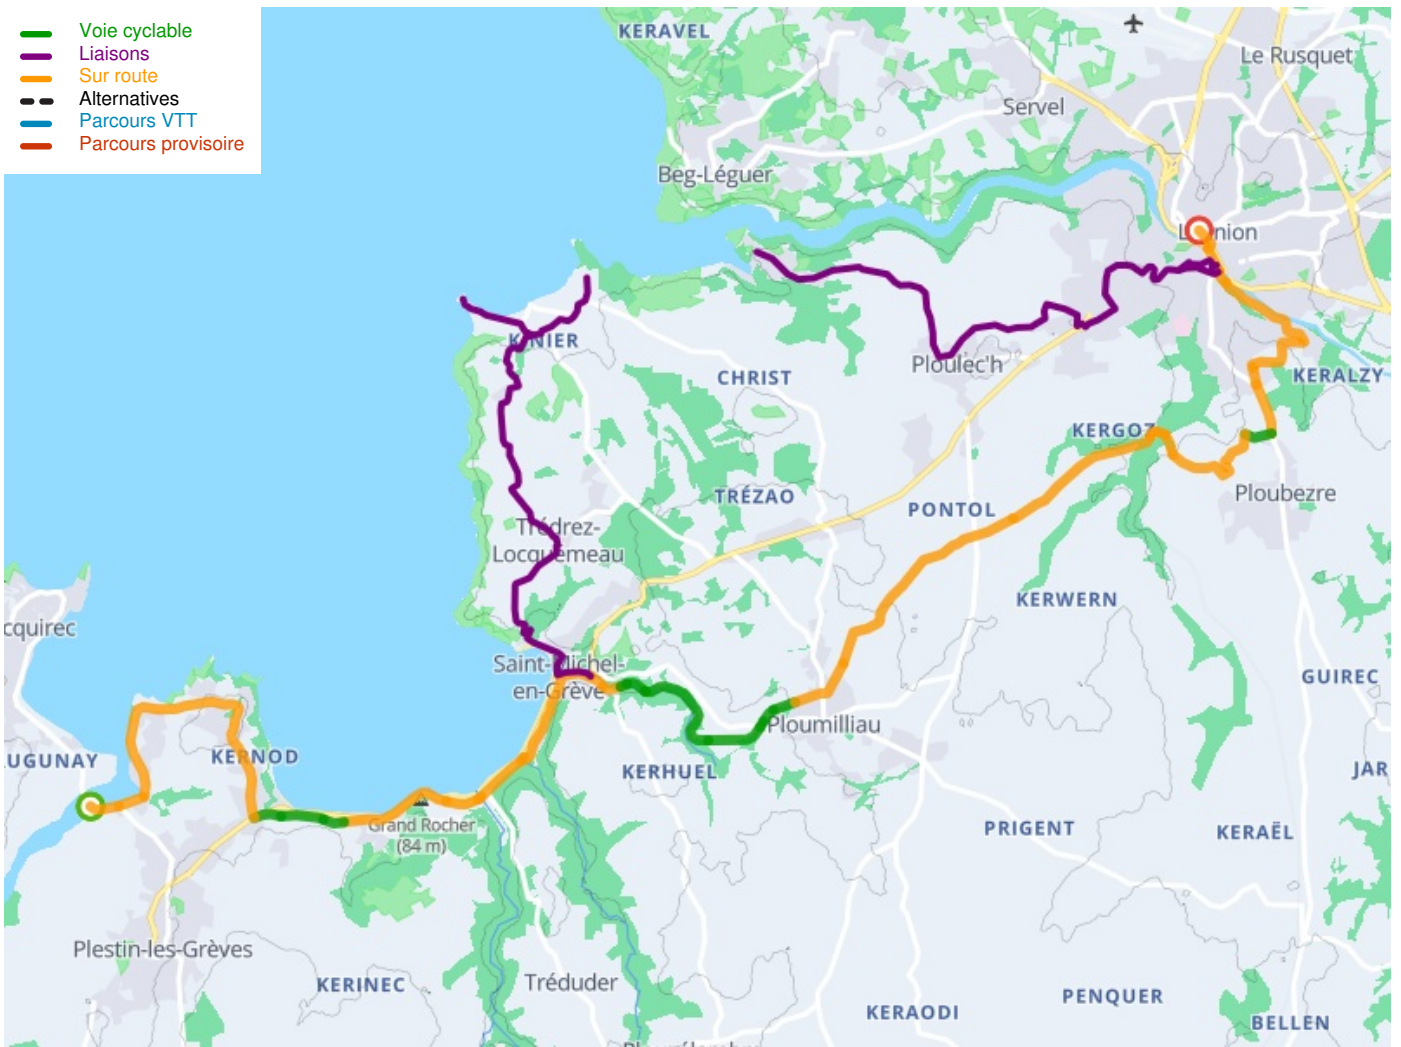 Voie cyclable
Liaisons
Sur route
Alternatives
Parcours VTT
Parcours provisoire
KERAVEL
Le Rusquet
Servel
Beg-Léguer
Lannion
KINIER
Ploulec'h
CHRIST
KERALZY
KERGOZ
TRÉZAO
Ploubezre
PONTOL
Trédrez-
Locquémeau
KERWERN
cquirec
Saint-Michel-
en-Grève
GUIREC
Ploumilliau
UGUNAY
KERNOD
KERHUEL
JAR
Grand Rocher
(84 m)
PRIGENT
KERAËL
Plestin-les-Grèves
KERINEC
Tréduder
PENQUER
KERAODI
BELLEN